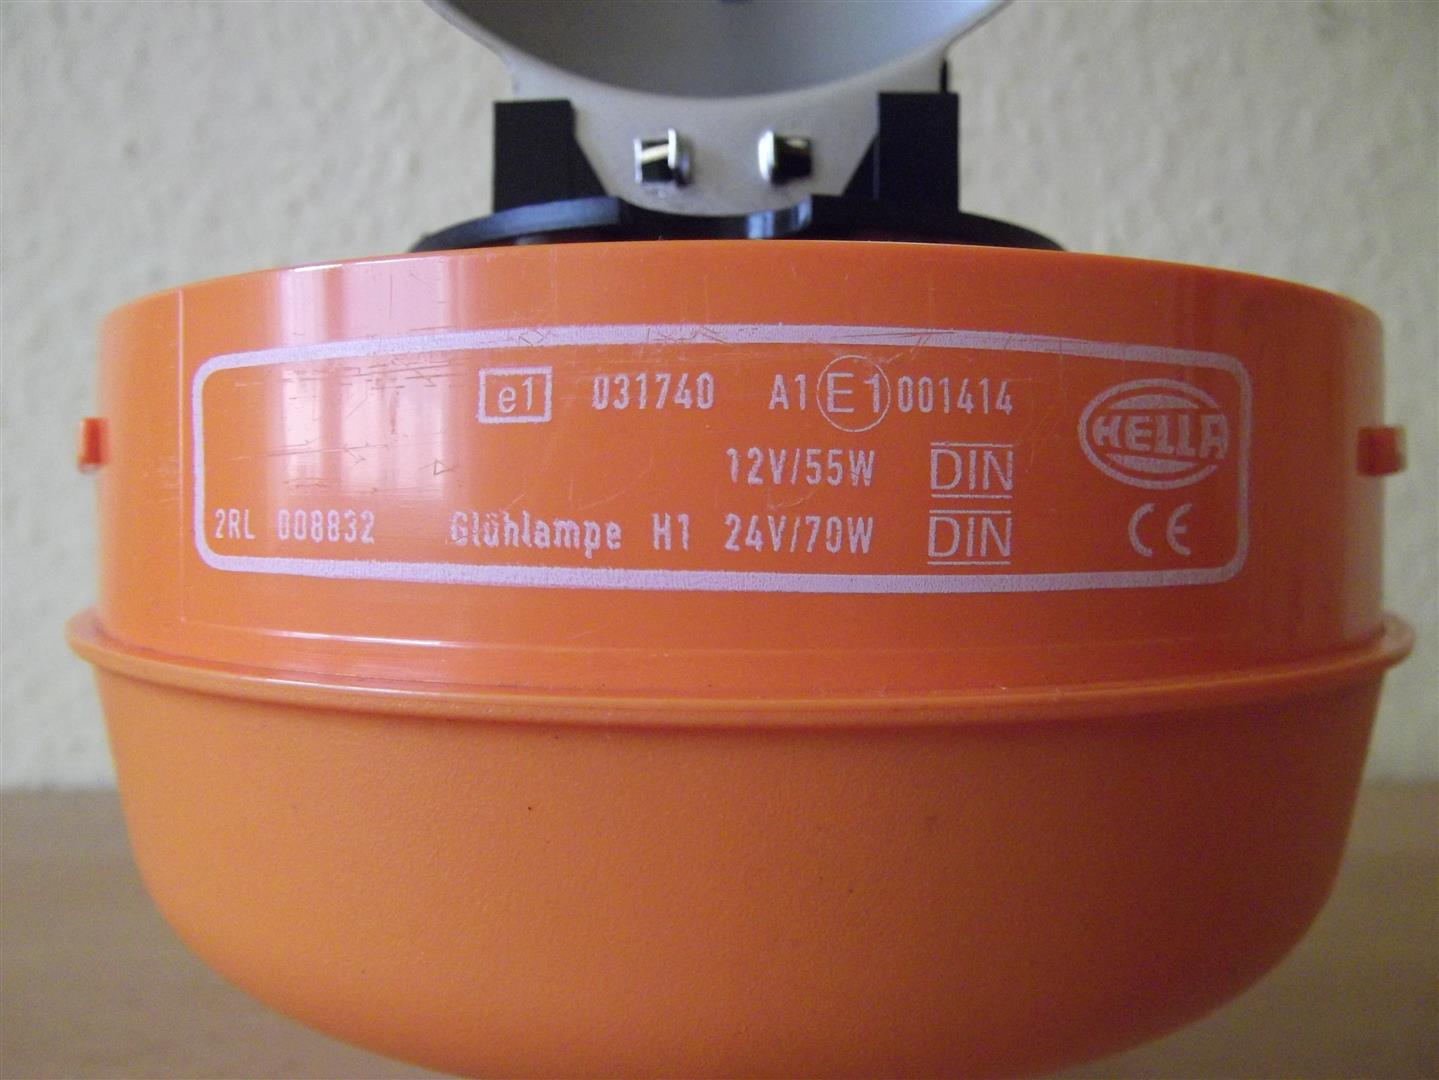 e1 031740 A1 E1 001414
HELLA
12V/55W DIN
2RL 008832 Glühlampe H1 24V/70W DIN
CE